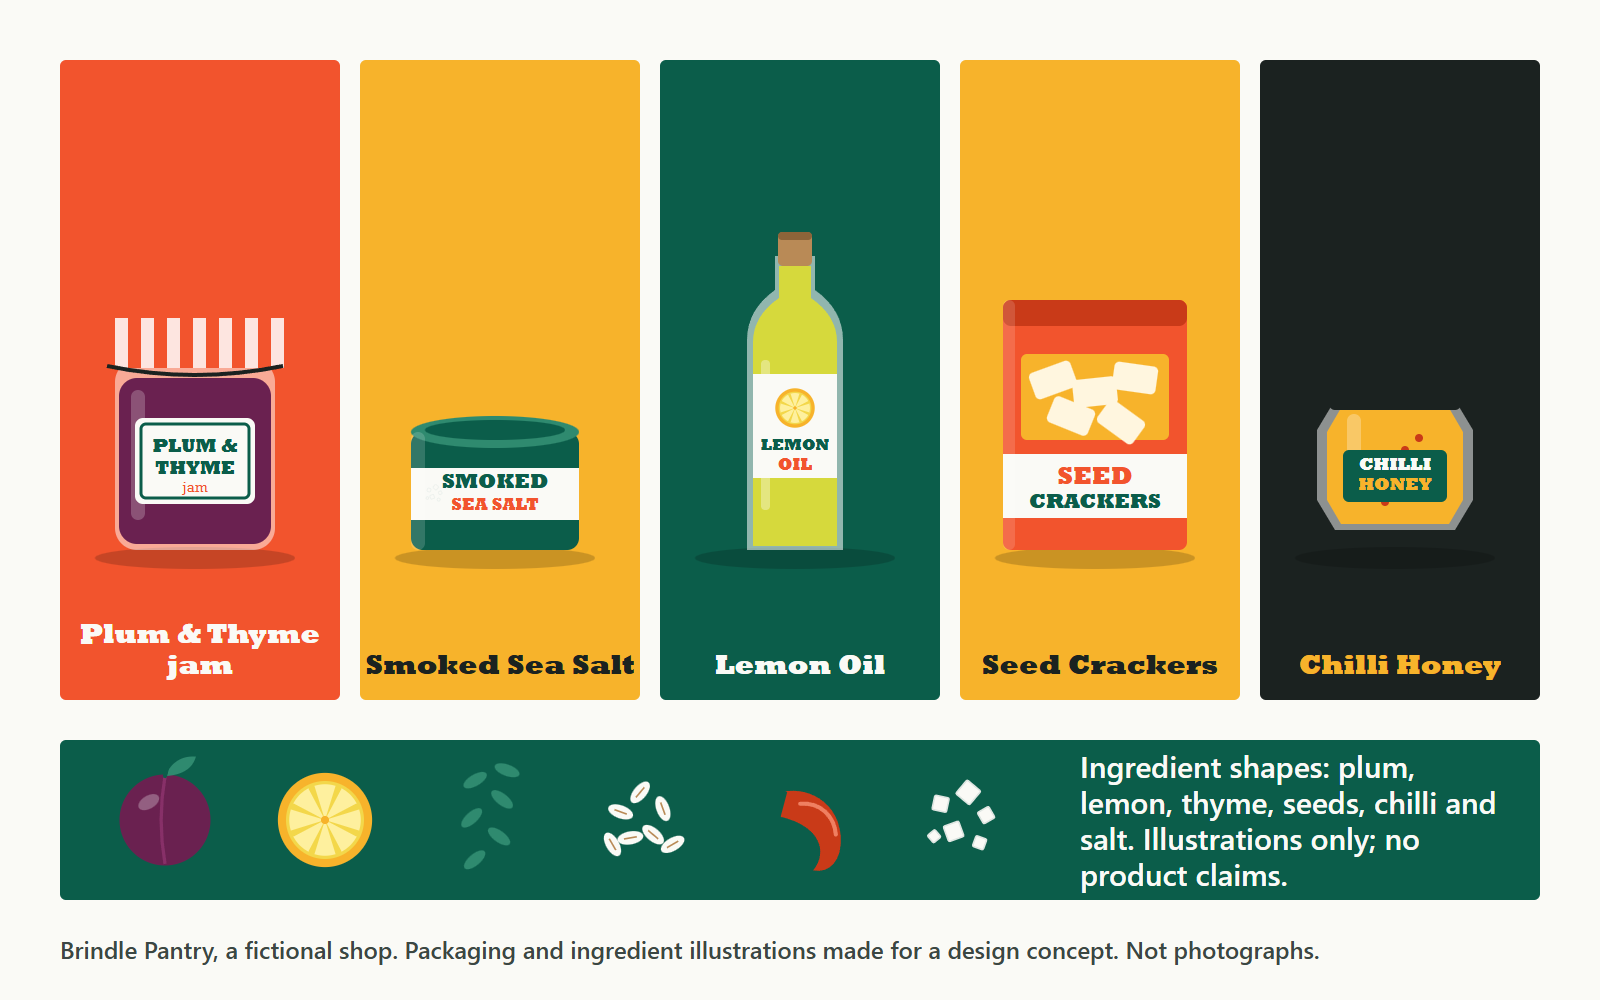 PLUM &
THYME
jam
SMOKED
SEA SALT
LEMON
OIL
SEED
CRACKERS
CHILLI
HONEY
Plum & Thyme
jam
Smoked Sea Salt
Lemon Oil
Seed Crackers
Chilli Honey
Ingredient shapes: plum,
lemon, thyme, seeds, chilli and
salt. Illustrations only; no
product claims.
Brindle Pantry, a fictional shop. Packaging and ingredient illustrations made for a design concept. Not photographs.